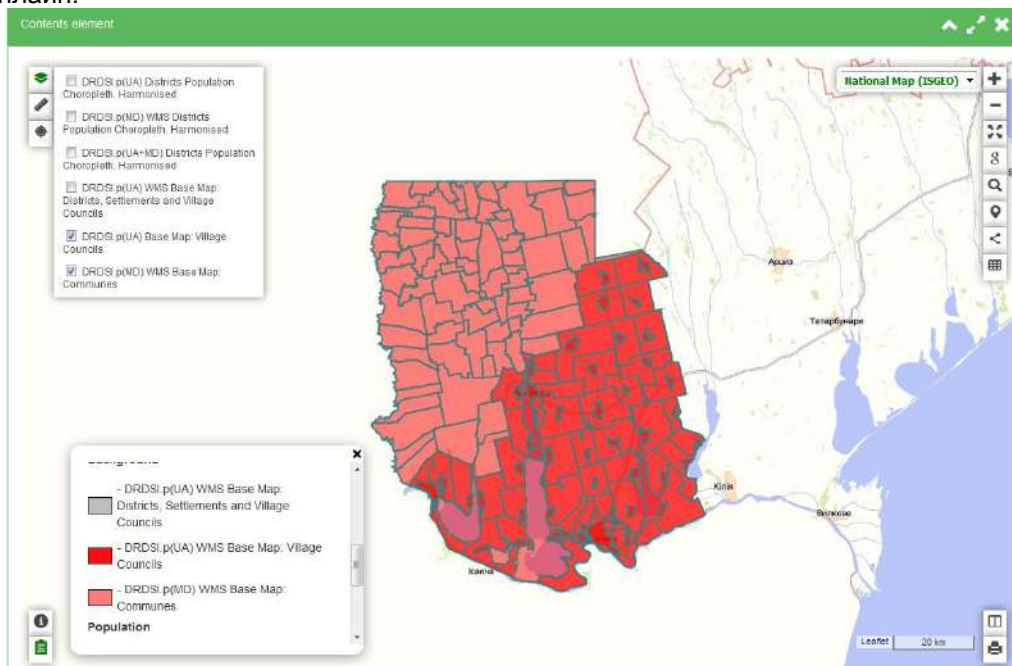 нлайн.
Contents element
DRDSI.p(UA) Districts Population
Choropleth. Harmonised
DRDSI.p(MD) WMS Districts
Population Choropleth. Harmonised
DRDSI.p(UA+MD) Districts Population
Choropleth. Harmonised
DRDSI.p(UA) WMS Base Map:
Districts, Settlements and Village
Councils
DRDSI.p(UA) Base Map: Village
Councils
DRDSI.p(MD) WMS Base Map:
Communes
National Map (ISGEO)
Арциз
Татарбунари
Кілія
Вилкове
Ісакча
Background
- DRDSI.p(UA) WMS Base Map:
Districts, Settlements and Village
Councils
- DRDSI.p(UA) WMS Base Map: Village
Councils
- DRDSI.p(MD) WMS Base Map:
Communes
Population
Leaflet
20 km